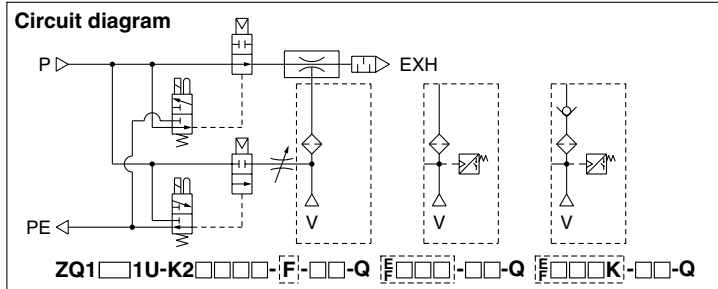 Circuit diagram
P
EXH
V
V
V
PE
ZQ1□1U-K2□□□□-F-□□-Q
E F □□□-□□-Q
E F □□□K-□□-Q